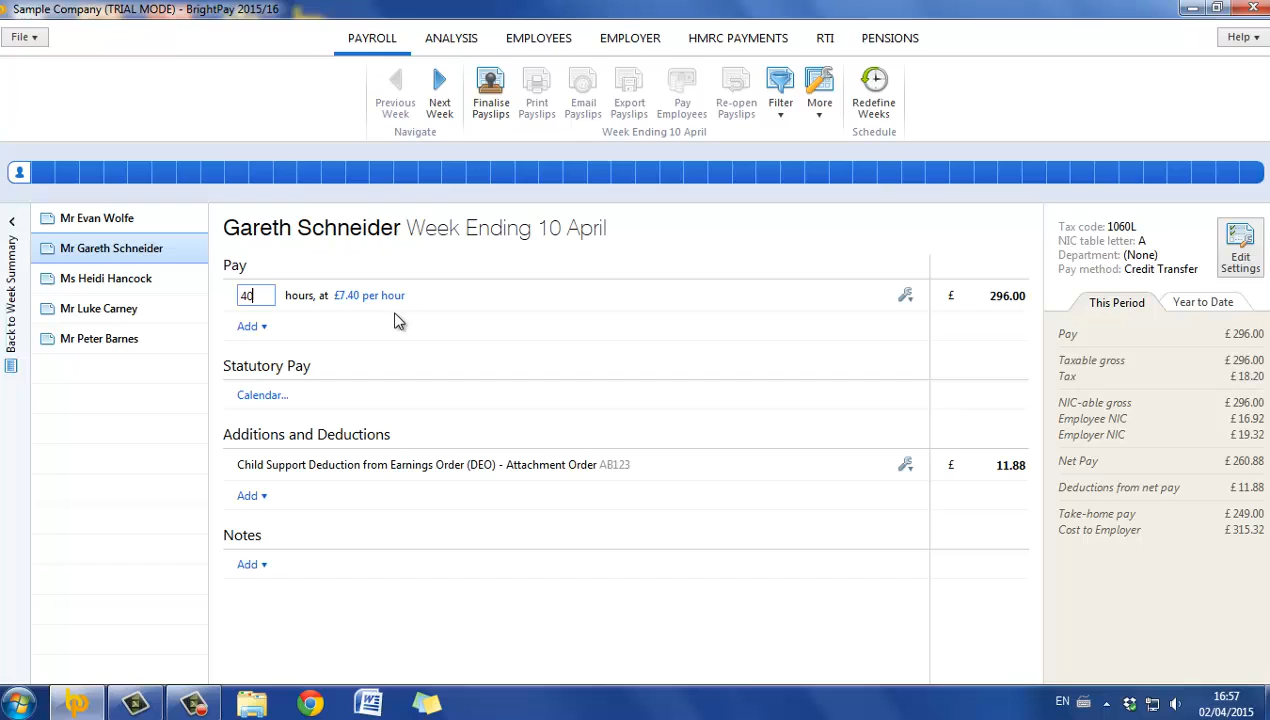 Sample Company (TRIAL MODE) - BrightPay 2015/16
File
PAYROLL ANALYSIS EMPLOYEES EMPLOYER HMRC PAYMENTS RTI PENSIONS
Help
Previous Week
Next Week
Navigate
Finalise Payslips
Print Payslips
Email Payslips
Export Payslips
Pay Employees
Re-open Payslips
Filter
More
Week Ending 10 April
Redefine Weeks
Schedule
Back to Week Summary
Mr Evan Wolfe
Mr Gareth Schneider
Ms Heidi Hancock
Mr Luke Carney
Mr Peter Barnes
Gareth Schneider Week Ending 10 April
Pay
40 hours, at £7.40 per hour £ 296.00
Add
Statutory Pay
Calendar...
Additions and Deductions
Child Support Deduction from Earnings Order (DEO) - Attachment Order AB123 £ 11.88
Add
Notes
Add
Tax code: 1060L
NIC table letter: A
Department: (None)
Pay method: Credit Transfer
Edit Settings
This Period Year to Date
Pay £ 296.00
Taxable gross £ 296.00
Tax £ 18.20
NIC-able gross £ 296.00
Employee NIC £ 16.92
Employer NIC £ 19.32
Net Pay £ 260.88
Deductions from net pay £ 11.88
Take-home pay £ 249.00
Cost to Employer £ 315.32
EN
16:57
02/04/2015